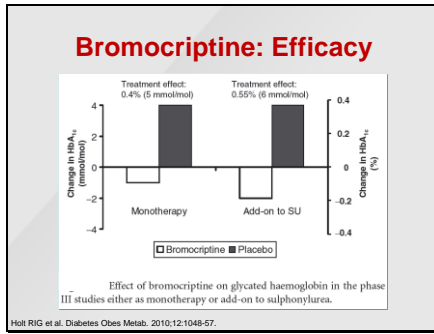 Bromocriptine: Efficacy
Treatment effect:
0.4% (5 mmol/mol)
Treatment effect:
0.55% (6 mmol/mol)
4
2
0
−2
−4
Change in HbA1c
(mmol/mol)
0.4
0.2
0
−0.2
−0.4
Change in HbA1c
(%)
Monotherapy
Add-on to SU
Bromocriptine Placebo
Effect of bromocriptine on glycated haemoglobin in the phase
III studies either as monotherapy or add-on to sulphonylurea.
Holt RIG et al. Diabetes Obes Metab. 2010;12:1048-57.